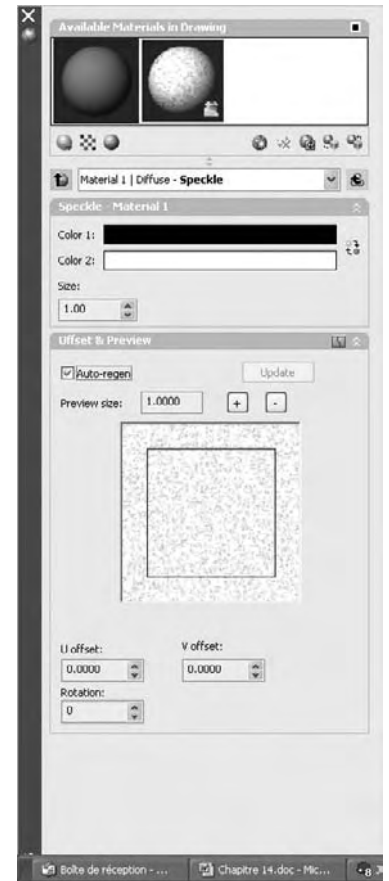 Available Materials in Drawing
Material 1 | Diffuse - Speckle
Speckle - Material 1
Color 1:
Color 2:
Size:
1.00
Offset & Preview
Auto-regen
Update
Preview size:
1.0000
+
-
U offset:
V offset:
0.0000
0.0000
Rotation:
0
Boîte de réception - ...
Chapitre 14.doc - Mic...
8